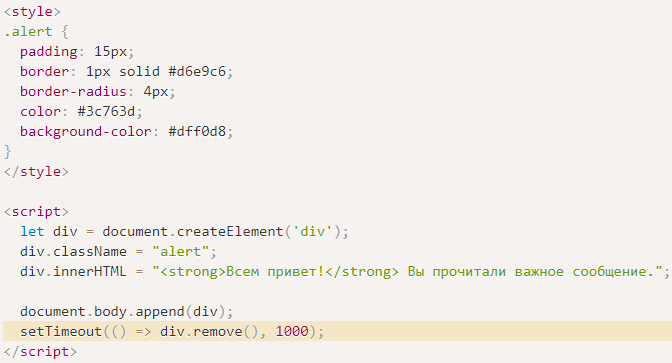 <style>
.alert {
  padding: 15px;
  border: 1px solid #d6e9c6;
  border-radius: 4px;
  color: #3c763d;
  background-color: #dff0d8;
}
</style>

<script>
  let div = document.createElement('div');
  div.className = "alert";
  div.innerHTML = "<strong>Всем привет!</strong> Вы прочитали важное сообщение.";

  document.body.append(div);
  setTimeout(() => div.remove(), 1000);
</script>